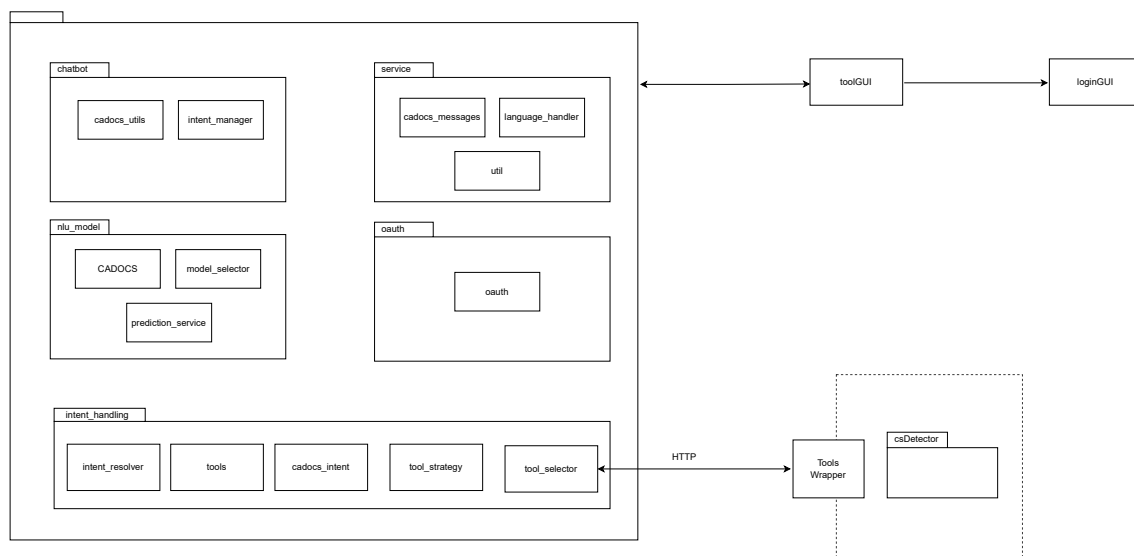 chatbot
service
toolGUI
loginGUI
cadocs_utils
intent_manager
cadocs_messages
language_handler
util
nlu_model
oauth
CADOCS
model_selector
oauth
prediction_service
intent_handling
csDetector
intent_resolver
tools
cadocs_intent
tool_strategy
tool_selector
HTTP
Tools
Wrapper